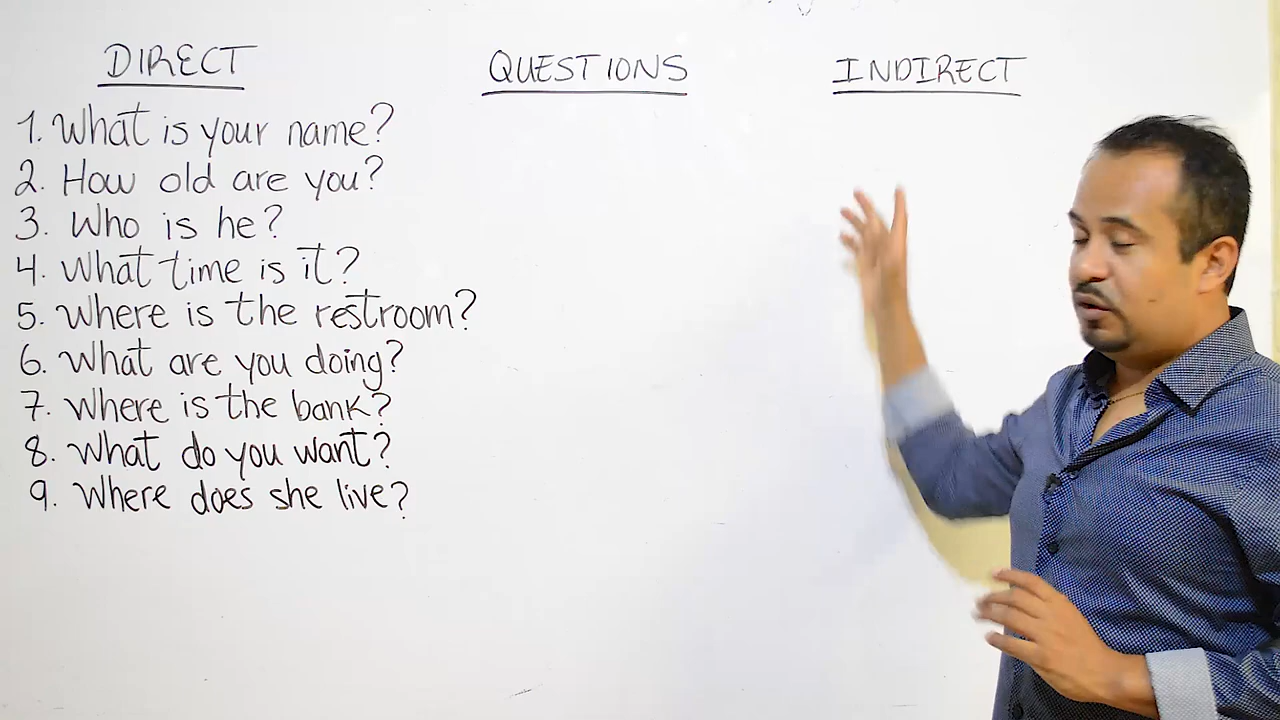 DIRECT QUESTIONS INDIRECT
1. What is your name?
2. How old are you?
3. Who is he?
4. What time is it?
5. Where is the restroom?
6. What are you doing?
7. Where is the bank?
8. What do you want?
9. Where does she live?